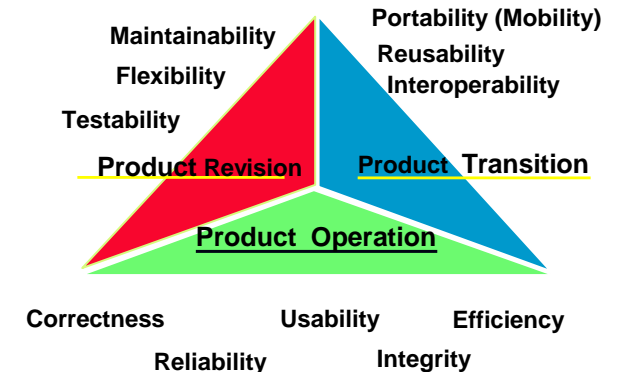 Maintainability
Flexibility
Testability
Product Revision
Portability (Mobility)
Reusability
Interoperability
Product Transition
Product Operation
Correctness
Usability
Efficiency
Reliability
Integrity